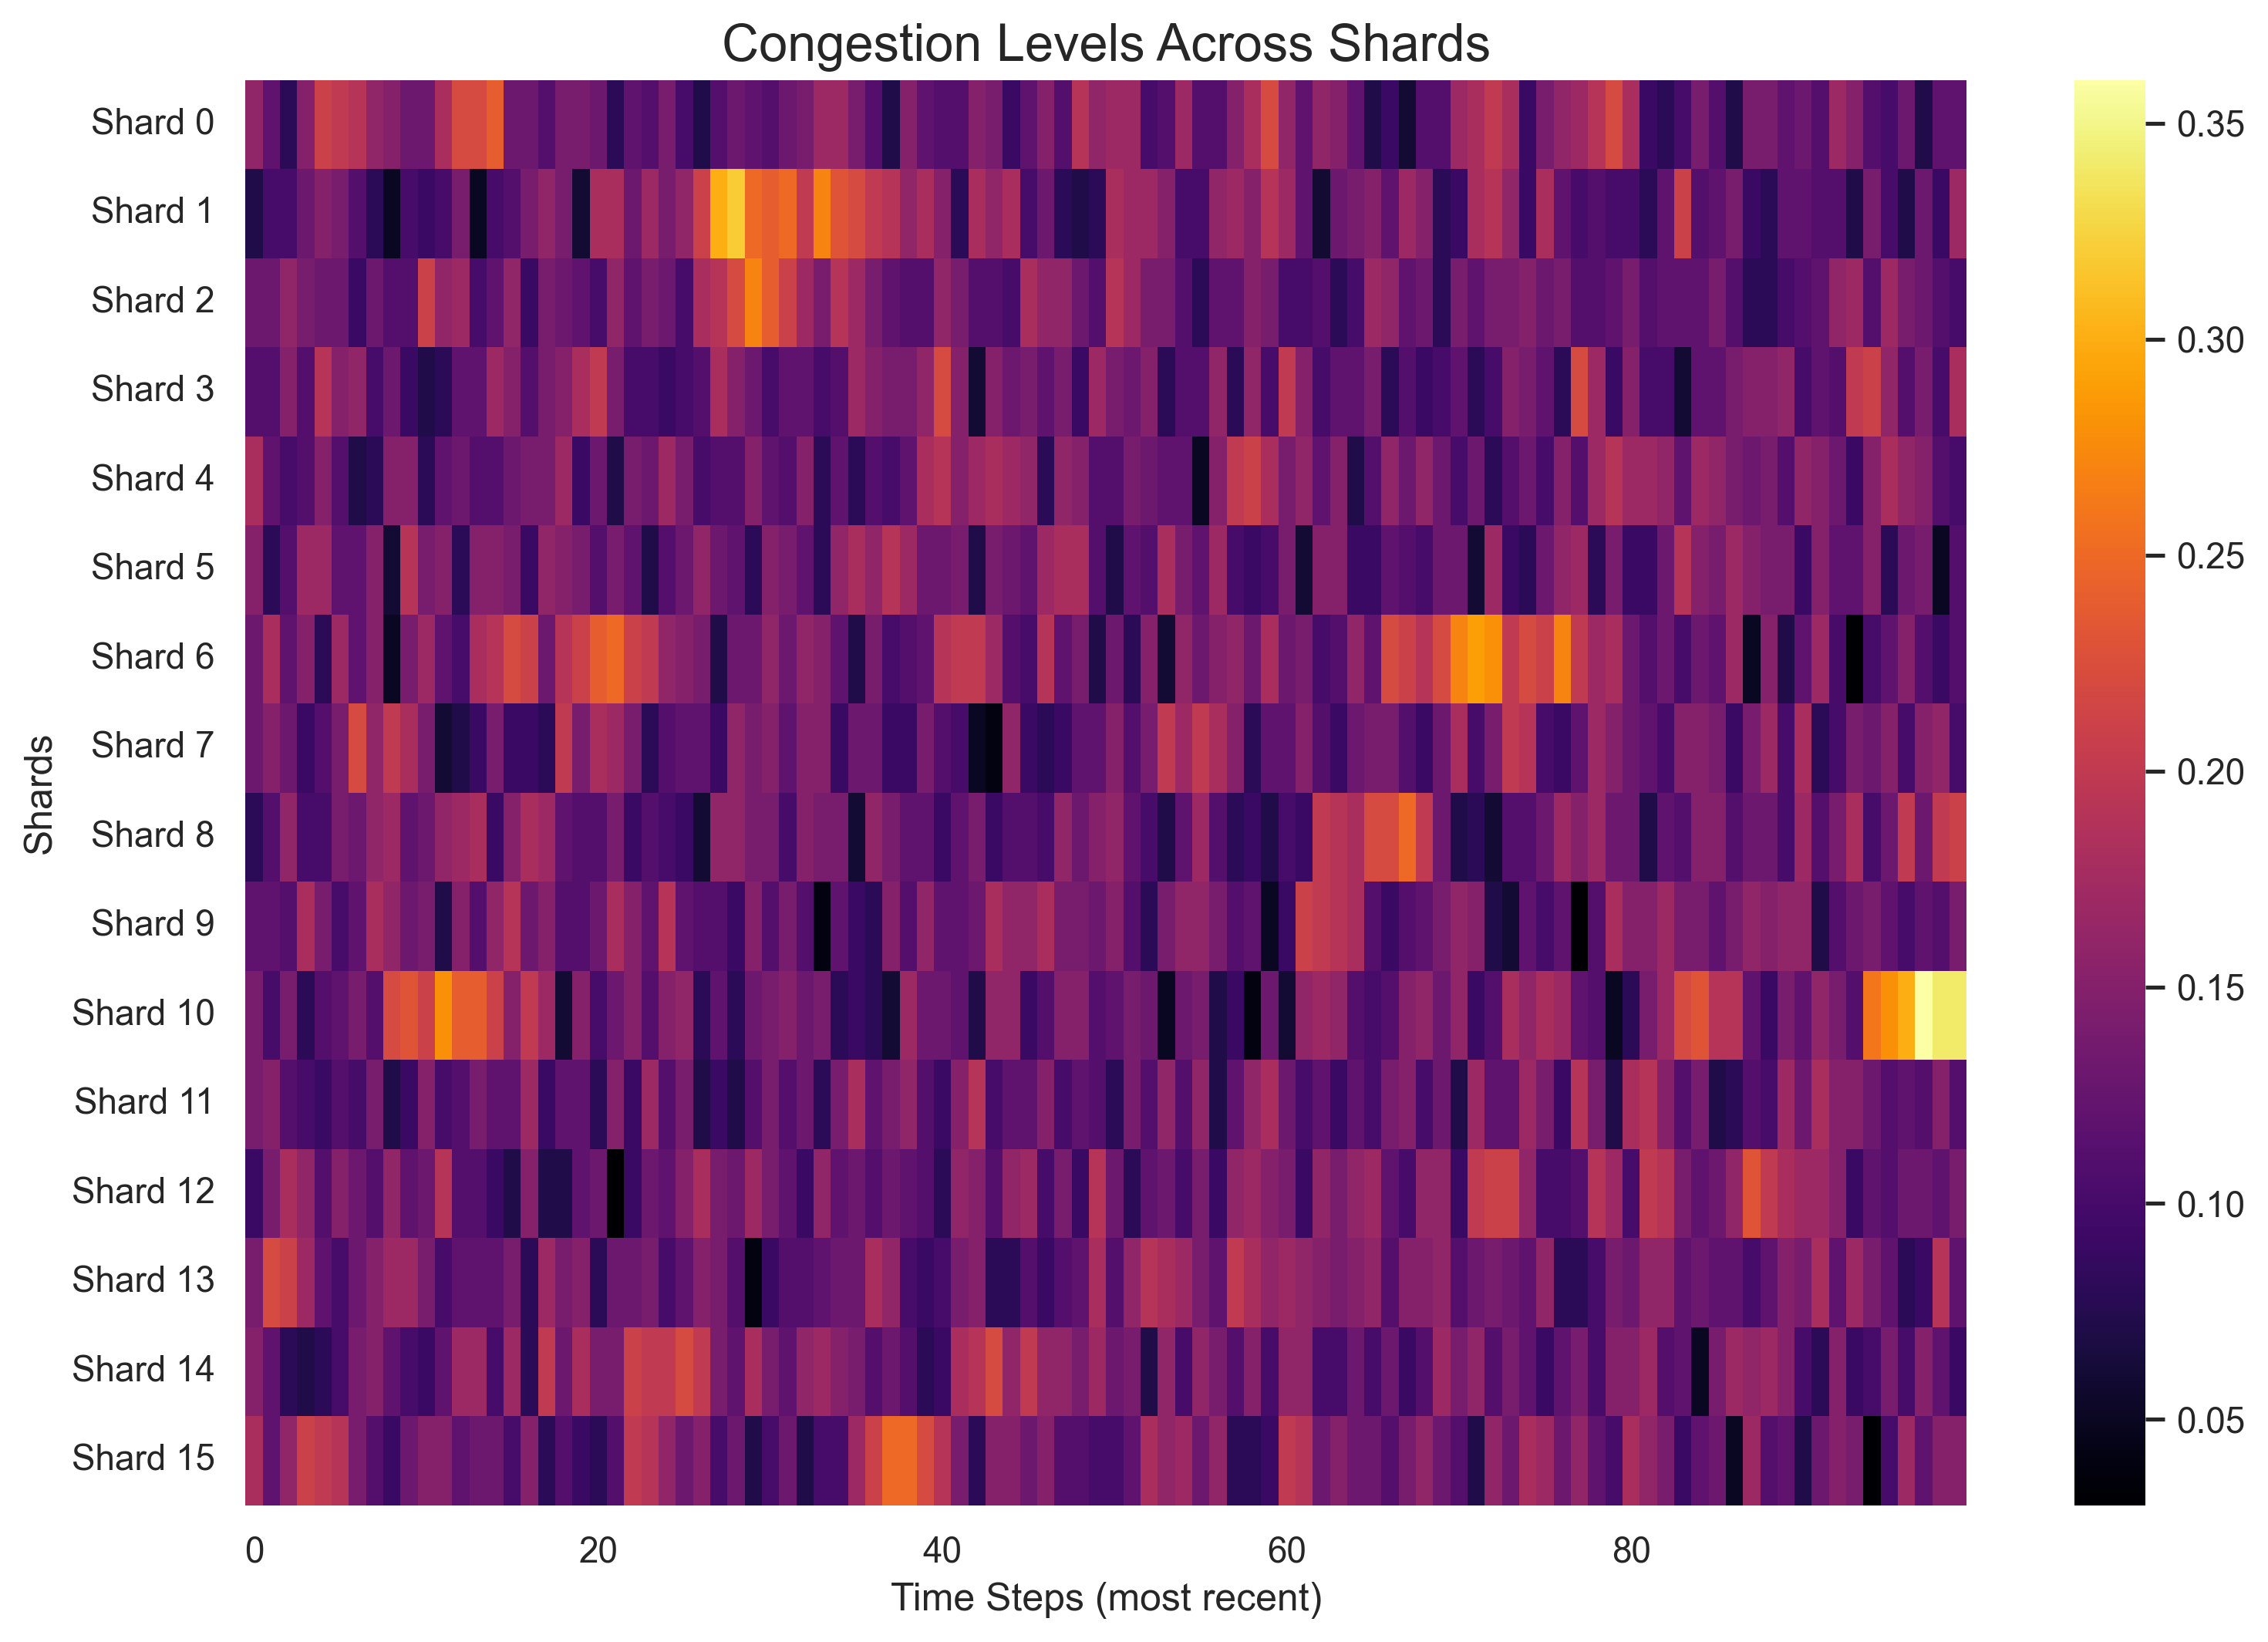 Congestion Levels Across Shards
Shard 0
Shard 1
Shard 2
Shard 3
Shard 4
Shard 5
Shard 6
Shard 7
Shard 8
Shard 9
Shard 10
Shard 11
Shard 12
Shard 13
Shard 14
Shard 15
Shards
0 20 40 60 80
Time Steps (most recent)
0.35
0.30
0.25
0.20
0.15
0.10
0.05